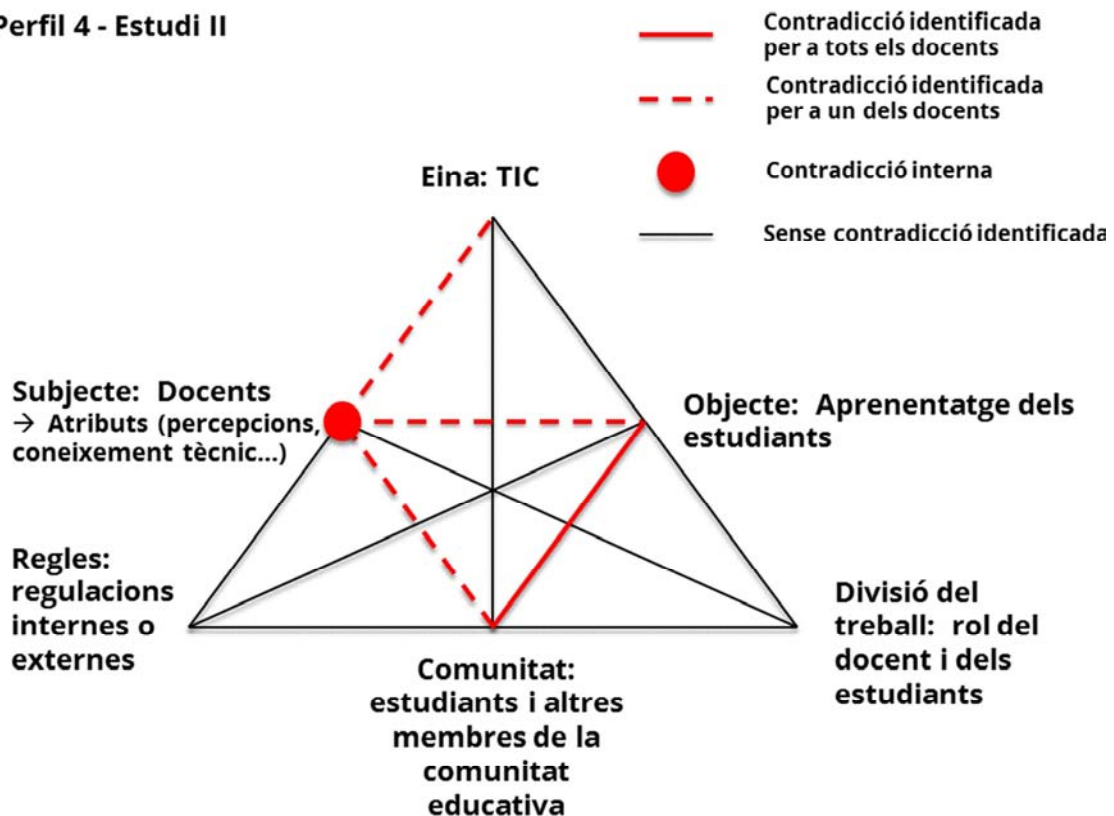 Perfil 4 - Estudi II
Contradicció identificada
per a tots els docents
Contradicció identificada
per a un dels docents
Contradicció interna
Sense contradicció identificada
Eina: TIC
Subjecte: Docents
→ Atributs (percepcions,
coneixement tècnic...)
Objecte: Aprenentatge dels
estudiants
Regles:
regulacions
internes o
externes
Comunitat:
estudiants i altres
membres de la
comunitat
educativa
Divisió del
treball: rol del
docent i dels
estudiants